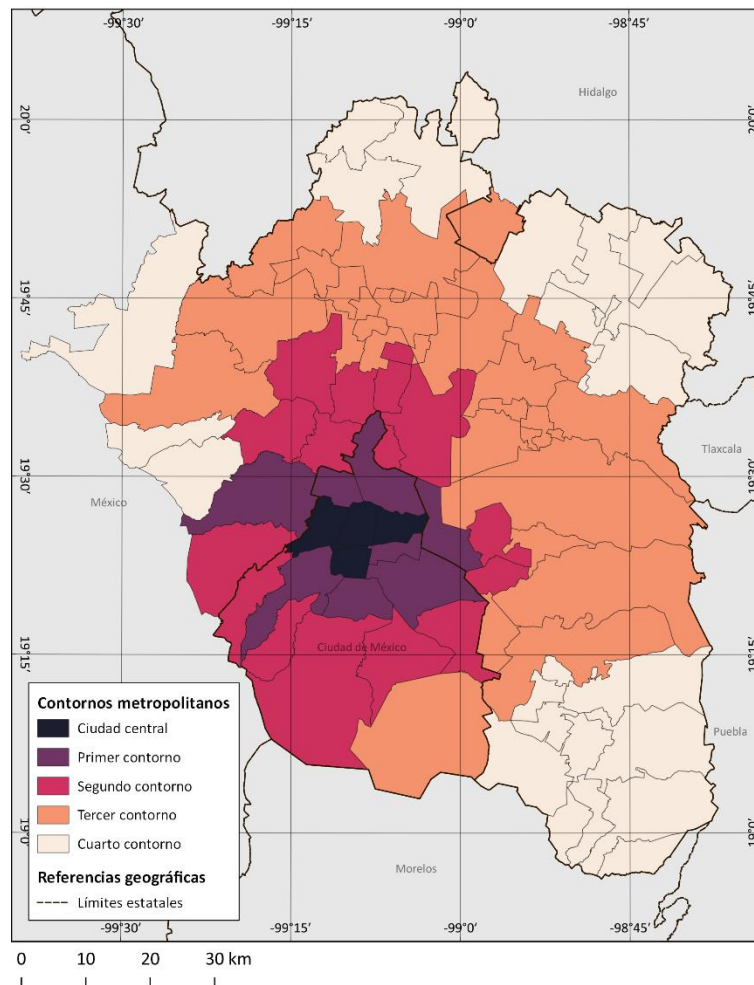 -99°30′ -99°15′ -99°0′ -98°45′
Hidalgo
20°0′ 20°0′
19°45′ 19°45′
Tlaxcala
19°30′ 19°30′
México
19°15′ 19°15′
Ciudad de México
Contornos metropolitanos
Ciudad central
Primer contorno
Segundo contorno
Tercer contorno
Cuarto contorno
Referencias geográficas
Límites estatales
Puebla
19°0′ 19°0′
Morelos
-99°30′ -99°15′ -99°0′ -98°45′
0 10 20 30 km